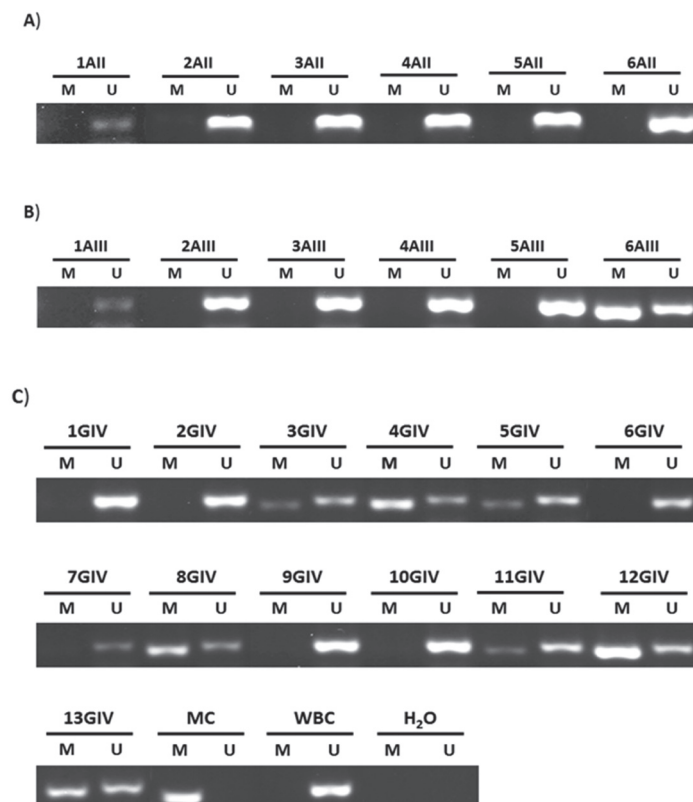 A)
1AII 2AII 3AII 4AII 5AII 6AII
M U M U M U M U M U M U
B)
1AIII 2AIII 3AIII 4AIII 5AIII 6AIII
M U M U M U M U M U M U
C)
1GIV 2GIV 3GIV 4GIV 5GIV 6GIV
M U M U M U M U M U M U
7GIV 8GIV 9GIV 10GIV 11GIV 12GIV
M U M U M U M U M U M U
13GIV MC WBC H₂O
M U M U M U M U